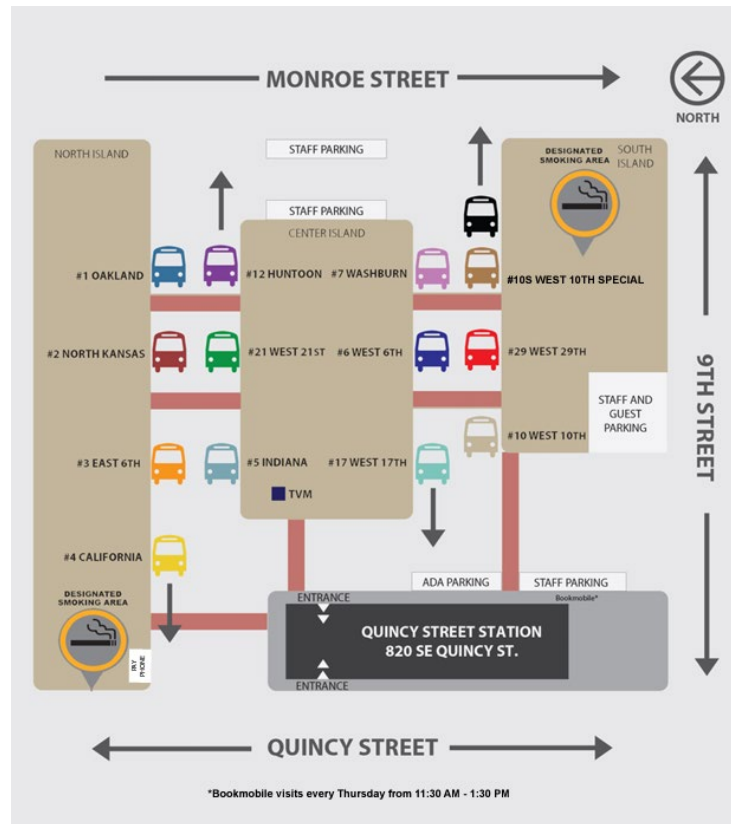 MONROE STREET
NORTH
NORTH ISLAND
STAFF PARKING
DESIGNATED
SMOKING AREA
SOUTH
ISLAND
STAFF PARKING
CENTER ISLAND
#1 OAKLAND
#12 HUNTOON
#7 WASHBURN
#10S WEST 10TH SPECIAL
#2 NORTH KANSAS
#21 WEST 21ST
#6 WEST 6TH
#29 WEST 29TH
9TH STREET
STAFF AND
GUEST
PARKING
#10 WEST 10TH
#3 EAST 6TH
#5 INDIANA
#17 WEST 17TH
TVM
#4 CALIFORNIA
ADA PARKING
STAFF PARKING
DESIGNATED
SMOKING AREA
ENTRANCE
Bookmobile*
QUINCY STREET STATION
820 SE QUINCY ST.
PAY
PHONE
ENTRANCE
QUINCY STREET
*Bookmobile visits every Thursday from 11:30 AM - 1:30 PM